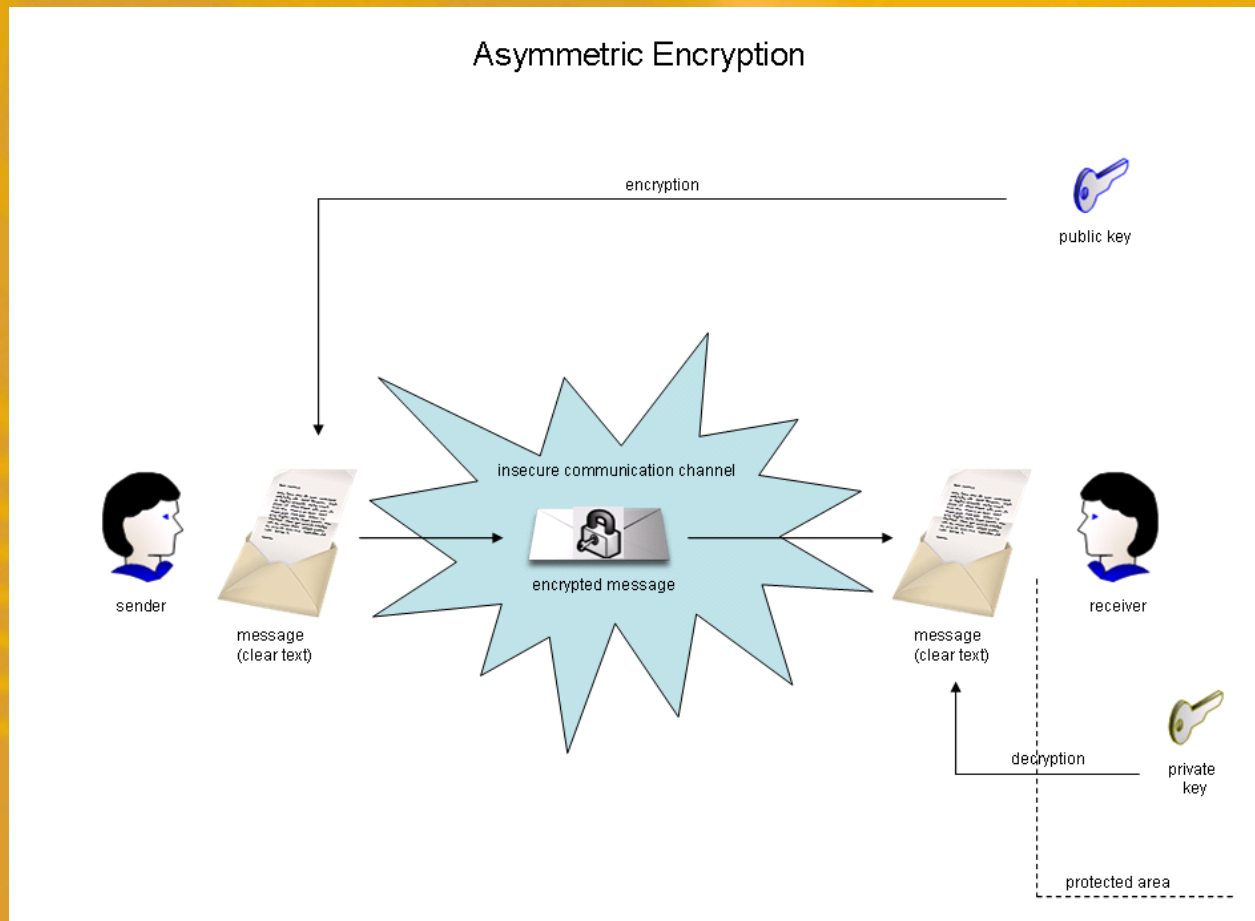 Asymmetric Encryption
encryption
public key
insecure communication channel
encrypted message
sender
message
(clear text)
message
(clear text)
receiver
decryption
private
key
protected area